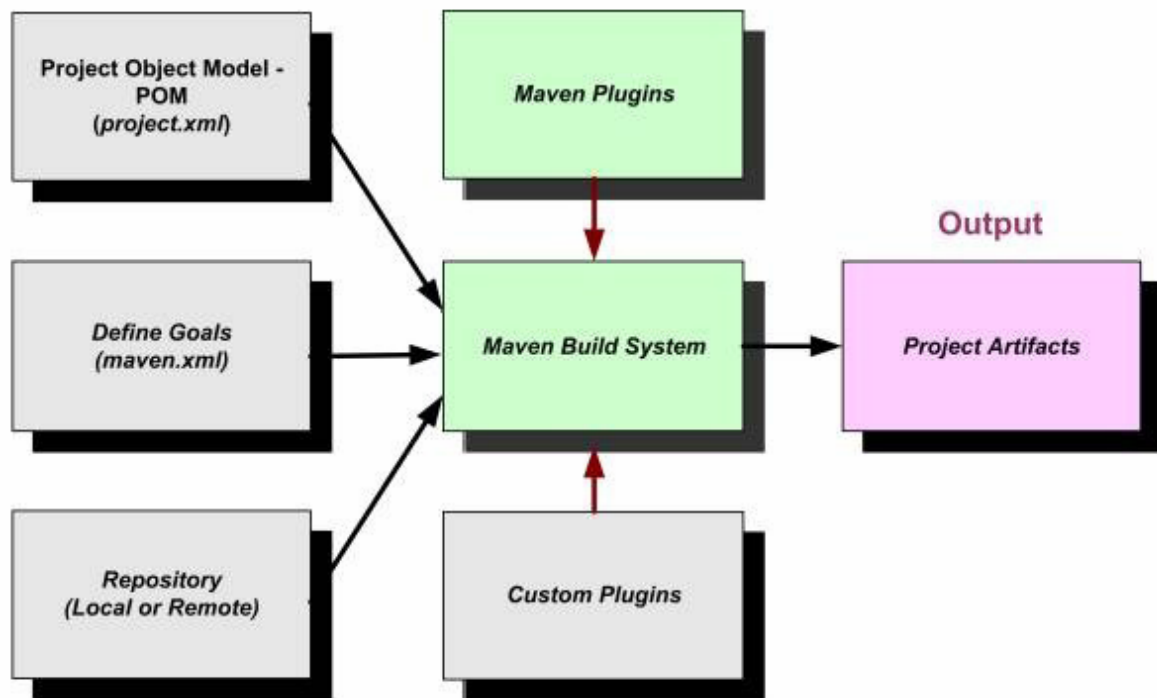 Project Object Model -
POM
(project.xml)
Maven Plugins
Output
Define Goals
(maven.xml)
Maven Build System
Project Artifacts
Repository
(Local or Remote)
Custom Plugins